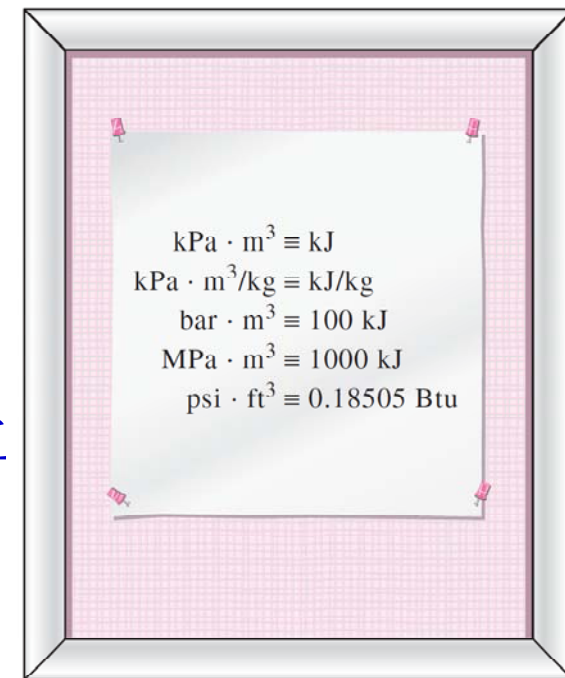 kPa · m³ ≡ kJ
kPa · m³/kg ≡ kJ/kg
bar · m³ ≡ 100 kJ
MPa · m³ ≡ 1000 kJ
psi · ft³ ≡ 0.18505 Btu